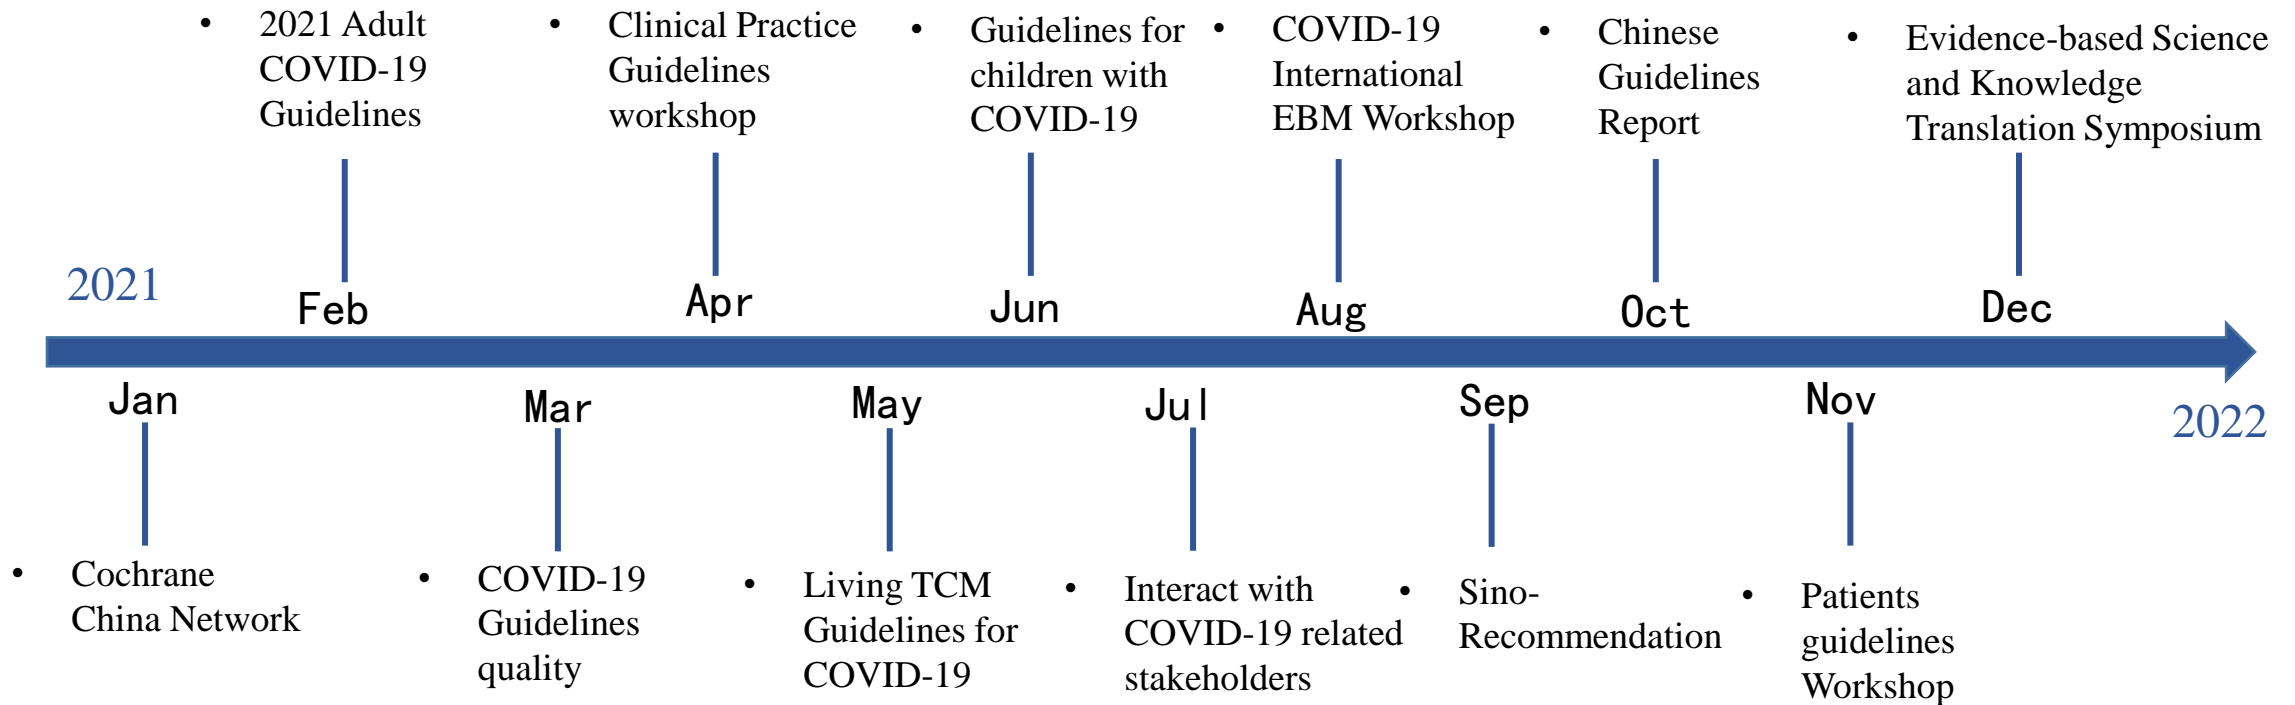 • 2021 Adult
COVID-19
Guidelines
• Clinical Practice
Guidelines
workshop
• Guidelines for
children with
COVID-19
• COVID-19
International
EBM Workshop
• Chinese
Guidelines
Report
• Evidence-based Science
and Knowledge
Translation Symposium
2021
Feb
Apr
Jun
Aug
Oct
Dec
Jan
Mar
May
Jul
Sep
Nov
2022
• Cochrane
China Network
• COVID-19
Guidelines
quality
• Living TCM
Guidelines for
COVID-19
• Interact with
COVID-19 related
stakeholders
• Sino-
Recommendation
• Patients
guidelines
Workshop